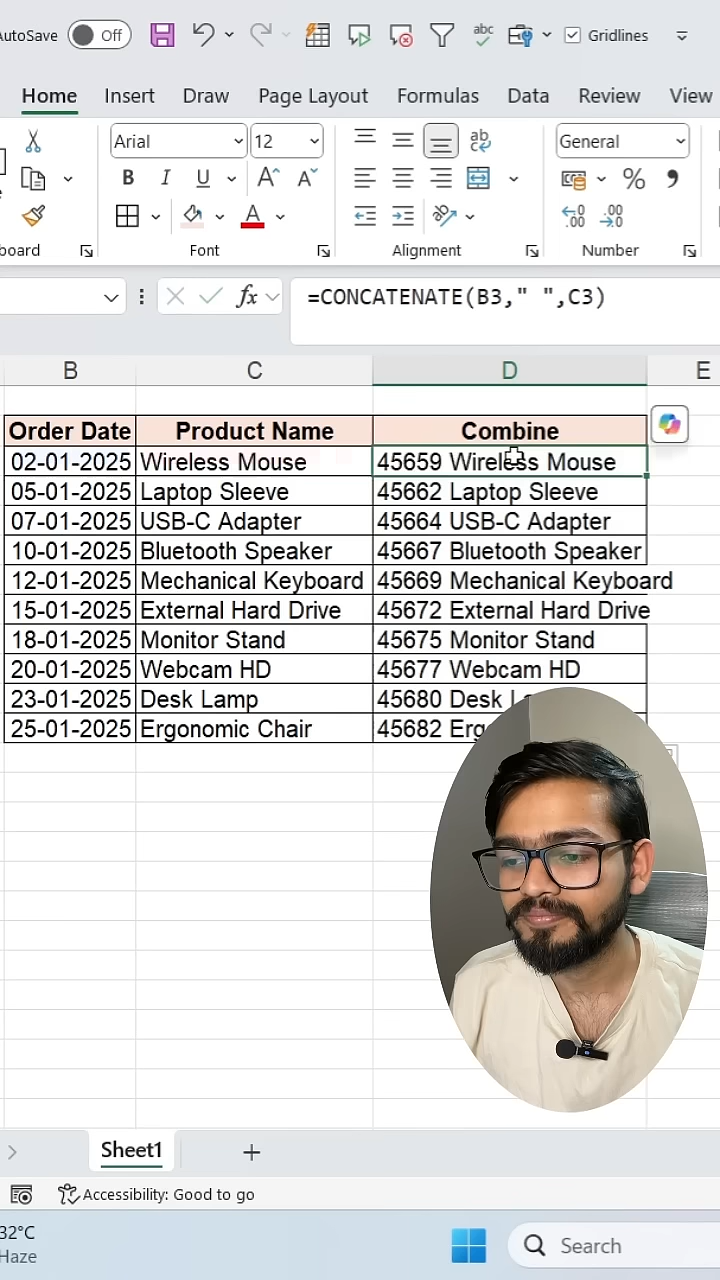 AutoSave Off Gridlines
Home Insert Draw Page Layout Formulas Data Review View
Arial 12 General
B I U A A
A
board Font Alignment Number
fx =CONCATENATE(B3," ",C3)
B C D E
Order Date Product Name Combine
02-01-2025 Wireless Mouse 45659 Wireless Mouse
05-01-2025 Laptop Sleeve 45662 Laptop Sleeve
07-01-2025 USB-C Adapter 45664 USB-C Adapter
10-01-2025 Bluetooth Speaker 45667 Bluetooth Speaker
12-01-2025 Mechanical Keyboard 45669 Mechanical Keyboard
15-01-2025 External Hard Drive 45672 External Hard Drive
18-01-2025 Monitor Stand 45675 Monitor Stand
20-01-2025 Webcam HD 45677 Webcam HD
23-01-2025 Desk Lamp 45680 Desk
25-01-2025 Ergonomic Chair 45682 Erg
Sheet1
Accessibility: Good to go
32°C
Haze
Search